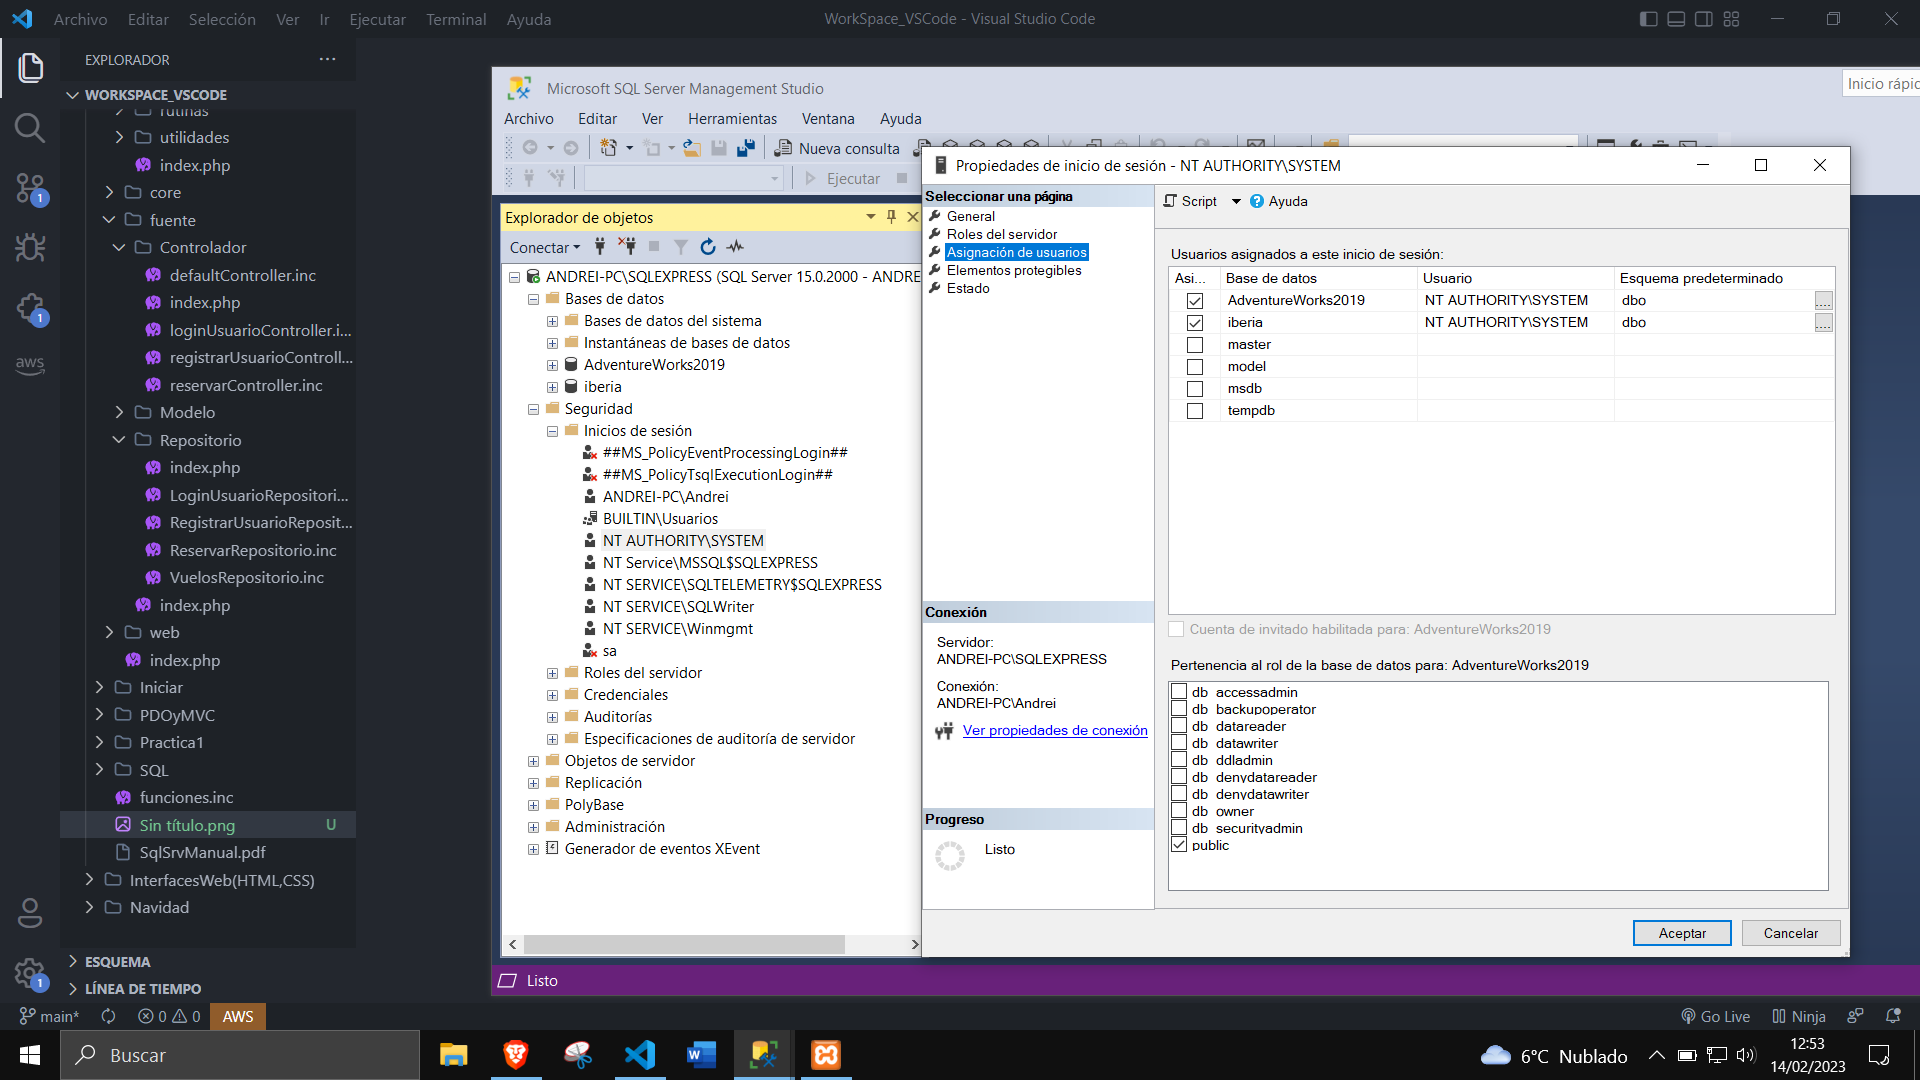 Archivo Editar Selección Ver Ir Ejecutar Terminal Ayuda
WorkSpace_VSCode - Visual Studio Code
EXPLORADOR
WORKSPACE_VSCODE
rutinas
utilidades
index.php
core
fuente
Controlador
defaultController.inc
index.php
loginUsuarioController.i...
registrarUsuarioControll...
reservarController.inc
Modelo
Repositorio
index.php
LoginUsuarioRepositori...
RegistrarUsuarioReposit...
ReservarRepositorio.inc
VuelosRepositorio.inc
index.php
web
index.php
Iniciar
PDOyMVC
Practica1
SQL
funciones.inc
Sin título.png U
SqlSrvManual.pdf
InterfacesWeb(HTML,CSS)
Navidad
ESQUEMA
LÍNEA DE TIEMPO
1
1
aws
1
Microsoft SQL Server Management Studio
Inicio rápic
Archivo Editar Ver Herramientas Ventana Ayuda
Nueva consulta
Ejecutar
Explorador de objetos
Conectar
ANDREI-PC\SQLEXPRESS (SQL Server 15.0.2000 - ANDRE
Bases de datos
Bases de datos del sistema
Instantáneas de bases de datos
AdventureWorks2019
iberia
Seguridad
Inicios de sesión
##MS_PolicyEventProcessingLogin##
##MS_PolicyTsqlExecutionLogin##
ANDREI-PC\Andrei
BUILTIN\Usuarios
NT AUTHORITY\SYSTEM
NT Service\MSSQL$SQLEXPRESS
NT SERVICE\SQLTELEMETRY$SQLEXPRESS
NT SERVICE\SQLWriter
NT SERVICE\Winmgmt
sa
Roles del servidor
Credenciales
Auditorías
Especificaciones de auditoría de servidor
Objetos de servidor
Replicación
PolyBase
Administración
Generador de eventos XEvent
Listo
Propiedades de inicio de sesión - NT AUTHORITY\SYSTEM
Seleccionar una página
General
Roles del servidor
Asignación de usuarios
Elementos protegibles
Estado
Conexión
Servidor:
ANDREI-PC\SQLEXPRESS
Conexión:
ANDREI-PC\Andrei
Ver propiedades de conexión
Progreso
Listo
Script Ayuda
Usuarios asignados a este inicio de sesión:
Asi... Base de datos Usuario Esquema predeterminado
AdventureWorks2019 NT AUTHORITY\SYSTEM dbo ...
iberia NT AUTHORITY\SYSTEM dbo ...
master
model
msdb
tempdb
Cuenta de invitado habilitada para: AdventureWorks2019
Pertenencia al rol de la base de datos para: AdventureWorks2019
db_accessadmin
db_backupoperator
db_datareader
db_datawriter
db_ddladmin
db_denydatareader
db_denydatawriter
db_owner
db_securityadmin
public
Aceptar Cancelar
main* 0 0 AWS
Go Live Ninja
Buscar
6°C Nublado
12:53
14/02/2023